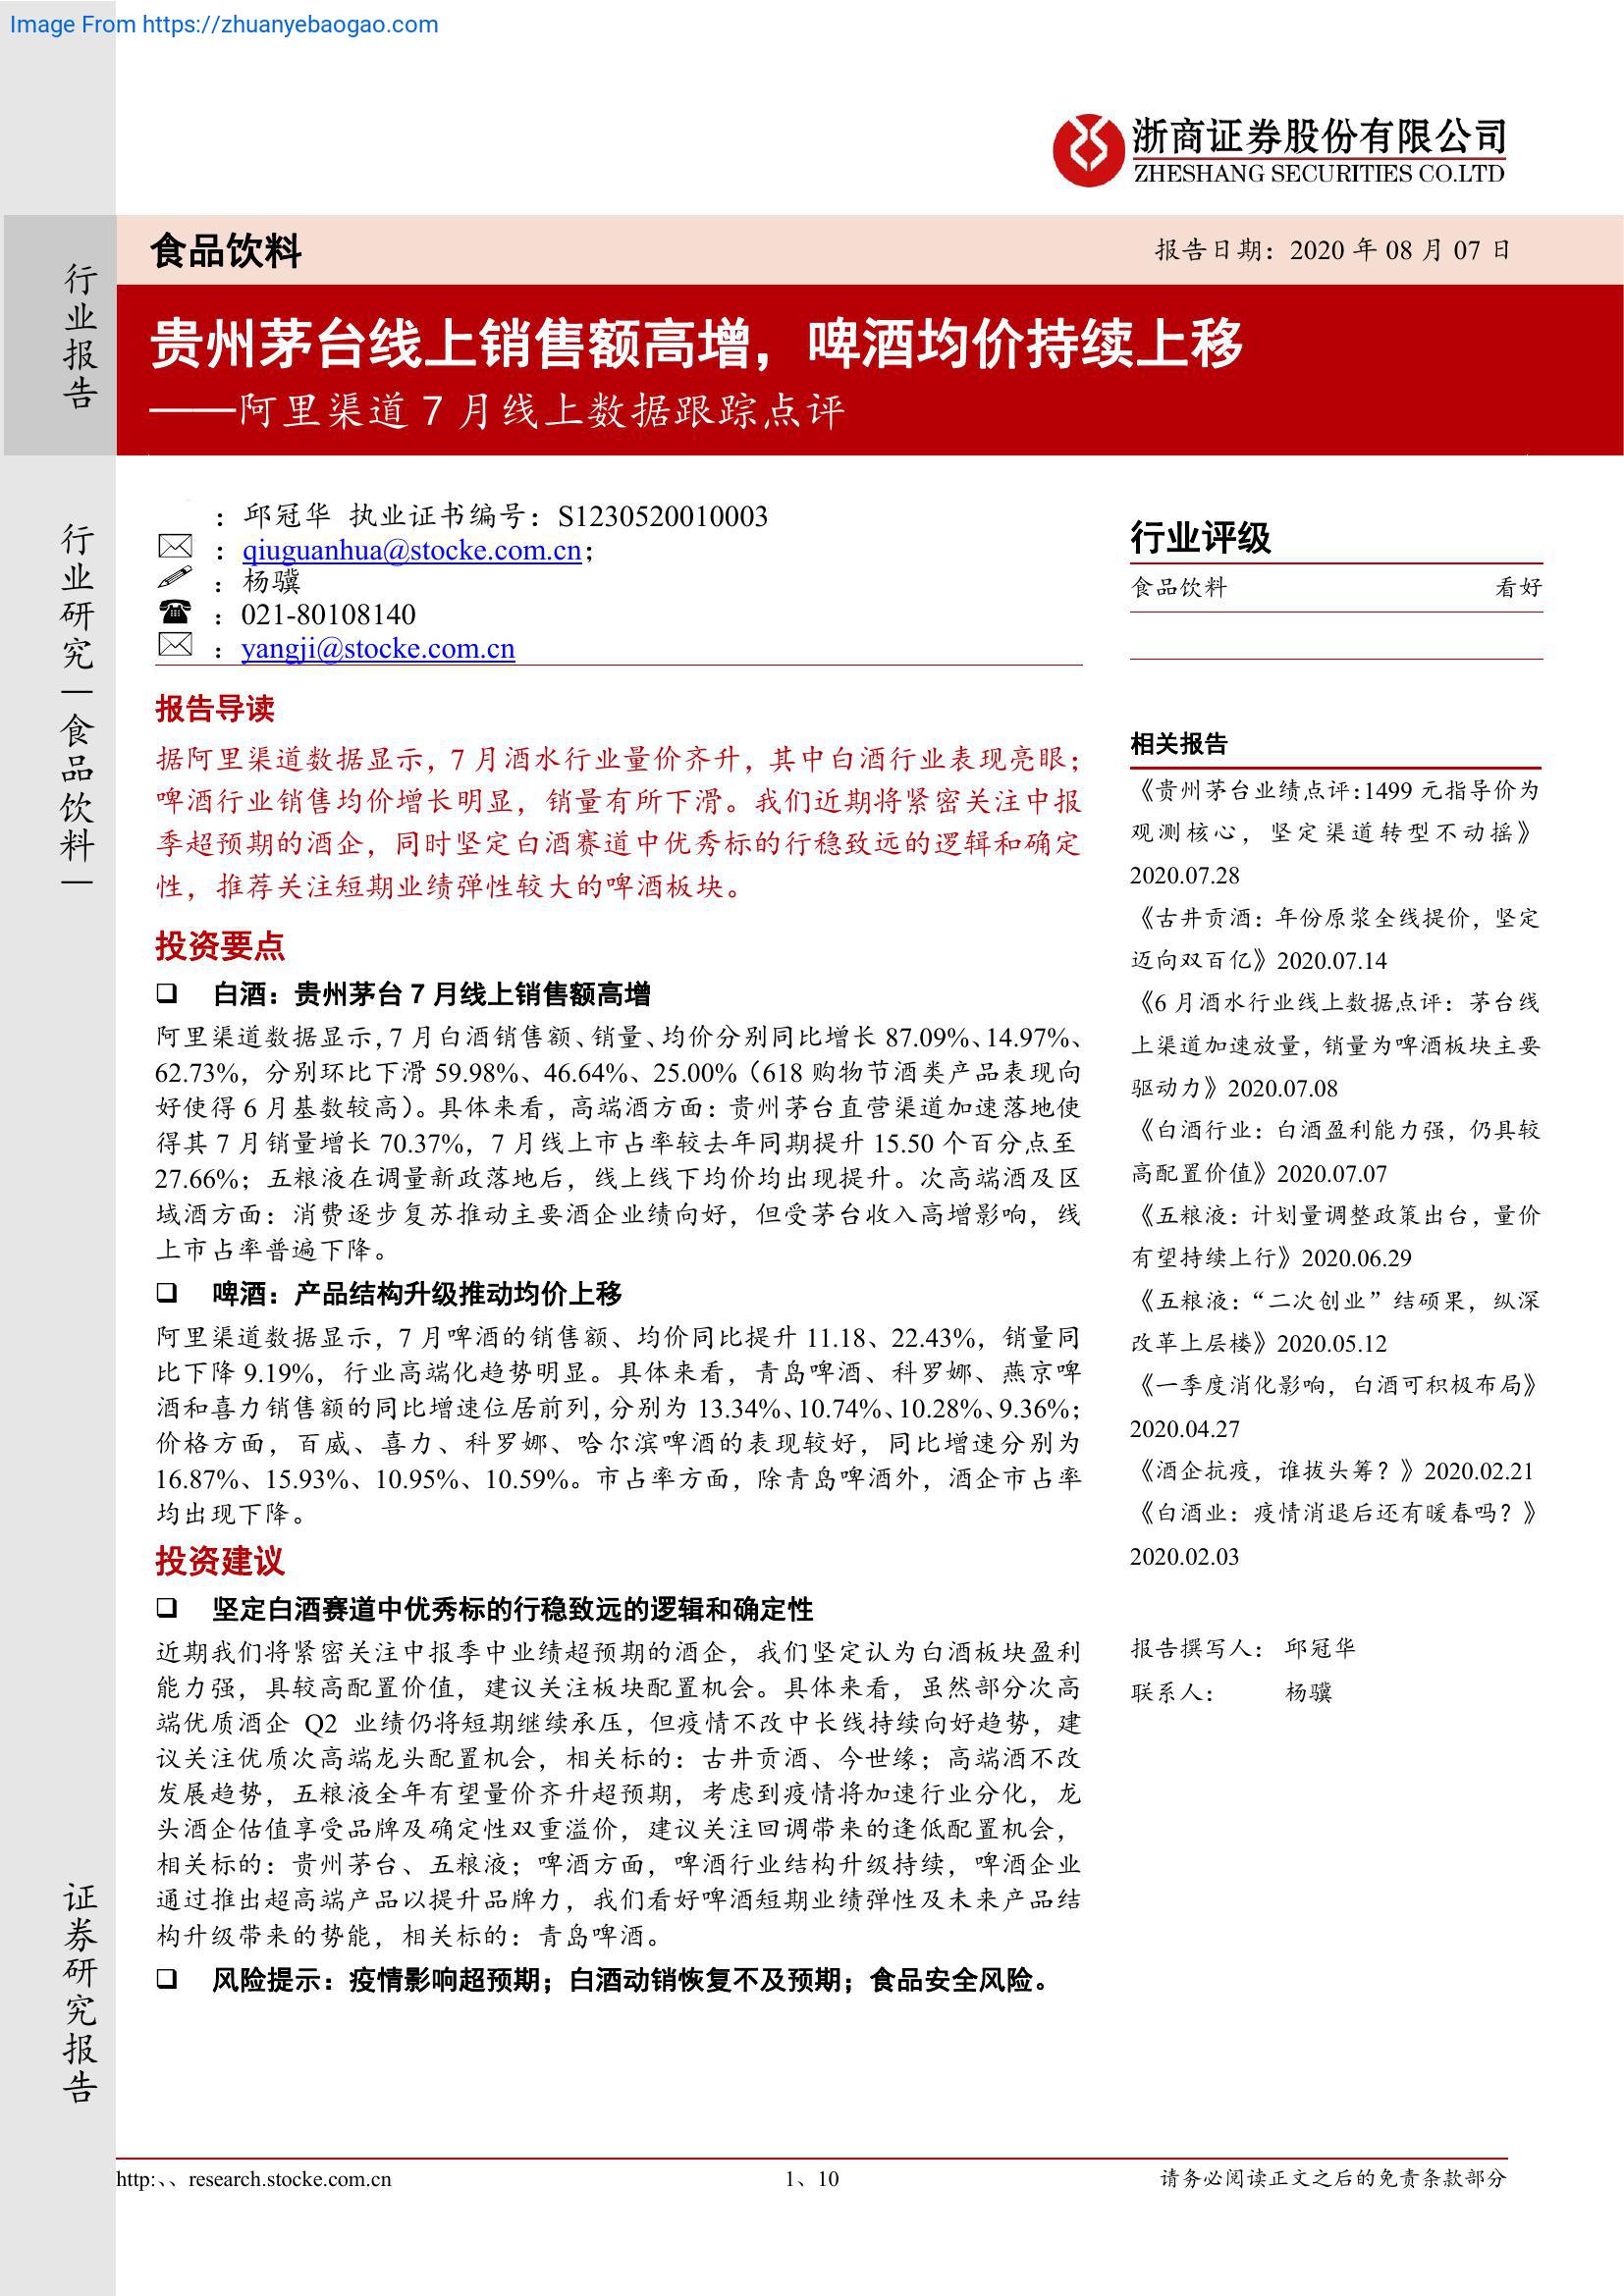 Image From https://zhuanyebaogao.com
浙商证券股份有限公司
ZHESHANG SECURITIES CO.LTD
行业报告
食品饮料
报告日期：2020 年 08 月 07 日
贵州茅台线上销售额高增，啤酒均价持续上移
——阿里渠道 7 月线上数据跟踪点评
行业研究—食品饮料—
：邱冠华 执业证书编号：S1230520010003
：qiuguanhua@stocke.com.cn；
：杨骥
：021-80108140
：yangji@stocke.com.cn
报告导读
据阿里渠道数据显示，7 月酒水行业量价齐升，其中白酒行业表现亮眼；
啤酒行业销售均价增长明显，销量有所下滑。我们近期将紧密关注中报
季超预期的酒企，同时坚定白酒赛道中优秀标的行稳致远的逻辑和确定
性，推荐关注短期业绩弹性较大的啤酒板块。
投资要点
❑ 白酒：贵州茅台 7 月线上销售额高增
阿里渠道数据显示，7 月白酒销售额、销量、均价分别同比增长 87.09%、14.97%、
62.73%，分别环比下滑 59.98%、46.64%、25.00%（618 购物节酒类产品表现向
好使得 6 月基数较高）。具体来看，高端酒方面：贵州茅台直营渠道加速落地使
得其 7 月销量增长 70.37%，7 月线上市占率较去年同期提升 15.50 个百分点至
27.66%；五粮液在调量新政落地后，线上线下均价均出现提升。次高端酒及区
域酒方面：消费逐步复苏推动主要酒企业绩向好，但受茅台收入高增影响，线
上市占率普遍下降。
❑ 啤酒：产品结构升级推动均价上移
阿里渠道数据显示，7 月啤酒的销售额、均价同比提升 11.18、22.43%，销量同
比下降 9.19%，行业高端化趋势明显。具体来看，青岛啤酒、科罗娜、燕京啤
酒和喜力销售额的同比增速位居前列，分别为 13.34%、10.74%、10.28%、9.36%；
价格方面，百威、喜力、科罗娜、哈尔滨啤酒的表现较好，同比增速分别为
16.87%、15.93%、10.95%、10.59%。市占率方面，除青岛啤酒外，酒企市占率
均出现下降。
投资建议
❑ 坚定白酒赛道中优秀标的行稳致远的逻辑和确定性
近期我们将紧密关注中报季中业绩超预期的酒企，我们坚定认为白酒板块盈利
能力强，具较高配置价值，建议关注板块配置机会。具体来看，虽然部分次高
端优质酒企 Q2 业绩仍将短期继续承压，但疫情不改中长线持续向好趋势，建
议关注优质次高端龙头配置机会，相关标的：古井贡酒、今世缘；高端酒不改
发展趋势，五粮液全年有望量价齐升超预期，考虑到疫情将加速行业分化，龙
头酒企估值享受品牌及确定性双重溢价，建议关注回调带来的逢低配置机会，
相关标的：贵州茅台、五粮液；啤酒方面，啤酒行业结构升级持续，啤酒企业
通过推出超高端产品以提升品牌力，我们看好啤酒短期业绩弹性及未来产品结
构升级带来的势能，相关标的：青岛啤酒。
❑ 风险提示：疫情影响超预期；白酒动销恢复不及预期；食品安全风险。
行业评级
食品饮料 看好
相关报告
《贵州茅台业绩点评：1499 元指导价为
观测核心，坚定渠道转型不动摇》
2020.07.28
《古井贡酒：年份原浆全线提价，坚定
迈向双百亿》2020.07.14
《6 月酒水行业线上数据点评：茅台线
上渠道加速放量，销量为啤酒板块主要
驱动力》2020.07.08
《白酒行业：白酒盈利能力强，仍具较
高配置价值》2020.07.07
《五粮液：计划量调整政策出台，量价
有望持续上行》2020.06.29
《五粮液：“二次创业”结硕果，纵深
改革上层楼》2020.05.12
《一季度消化影响，白酒可积极布局》
2020.04.27
《酒企抗疫，谁拔头筹？》2020.02.21
《白酒业：疫情消退后还有暖春吗？》
2020.02.03
报告撰写人： 邱冠华
联系人： 杨骥
证券研究报告
http:、、research.stocke.com.cn
1、10
请务必阅读正文之后的免责条款部分